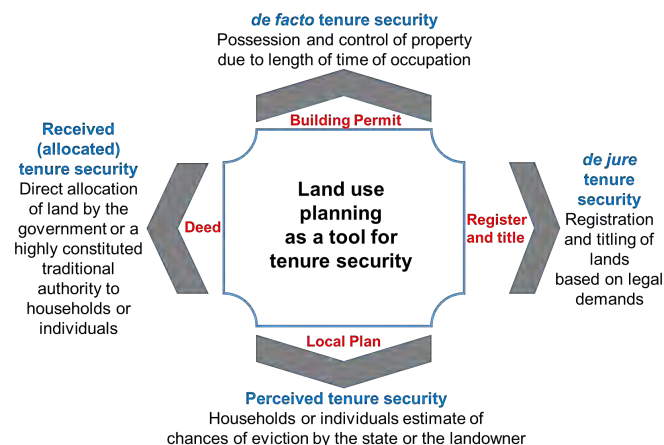 de facto tenure security
Possession and control of property
due to length of time of occupation
Building Permit
Received
(allocated)
tenure security
Direct allocation
of land by the
government or a
highly constituted
traditional
authority to
households or
individuals
Deed
Land use
planning
as a tool for
tenure security
Register
and title
de jure
tenure
security
Registration
and titling of
lands
based on legal
demands
Local Plan
Perceived tenure security
Households or individuals estimate of
chances of eviction by the state or the landowner